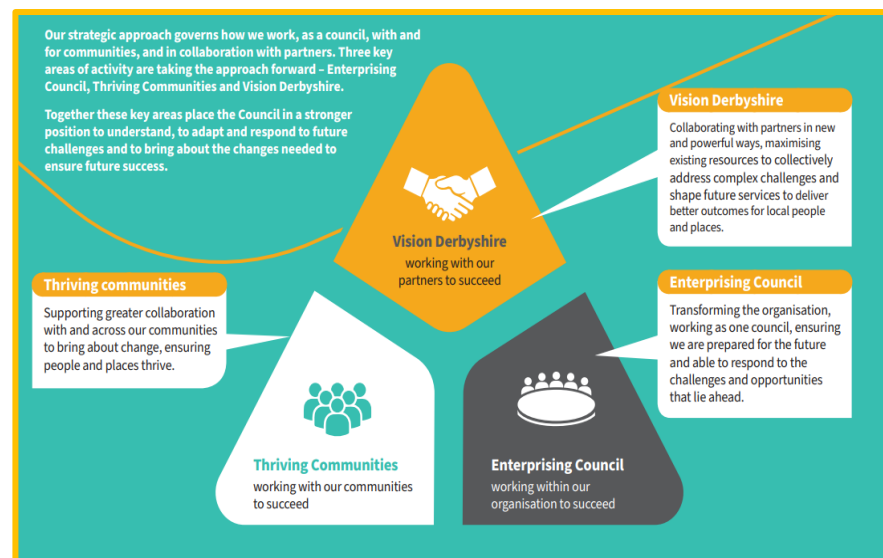 Our strategic approach governs how we work, as a council, with and
for communities, and in collaboration with partners. Three key
areas of activity are taking the approach forward – Enterprising
Council, Thriving Communities and Vision Derbyshire.
Together these key areas place the Council in a stronger
position to understand, to adapt and respond to future
challenges and to bring about the changes needed to
ensure future success.
Vision Derbyshire
Collaborating with partners in new
and powerful ways, maximising
existing resources to collectively
address complex challenges and
shape future services to deliver
better outcomes for local people
and places.
Vision Derbyshire
working with our
partners to succeed
Thriving communities
Supporting greater collaboration
with and across our communities
to bring about change, ensuring
people and places thrive.
Enterprising Council
Transforming the organisation,
working as one council, ensuring
we are prepared for the future
and able to respond to the
challenges and opportunities
that lie ahead.
Thriving Communities
working with our communities
to succeed
Enterprising Council
working within our
organisation to succeed